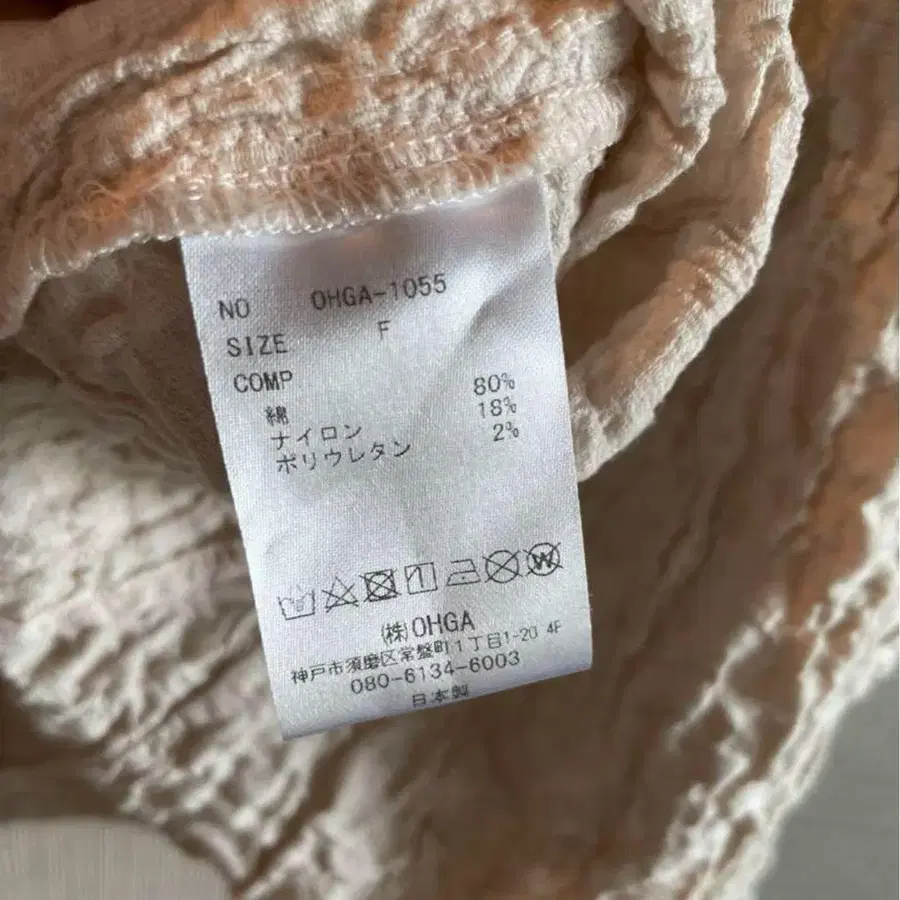 NO OHGA-1055
SIZE F
COMP
綿 80%
ナイロン 18%
ポリウレタン 2%
(株)OHGA
神戸市須磨区常盤町1丁目1-20 4F
080-6134-6003
日本製